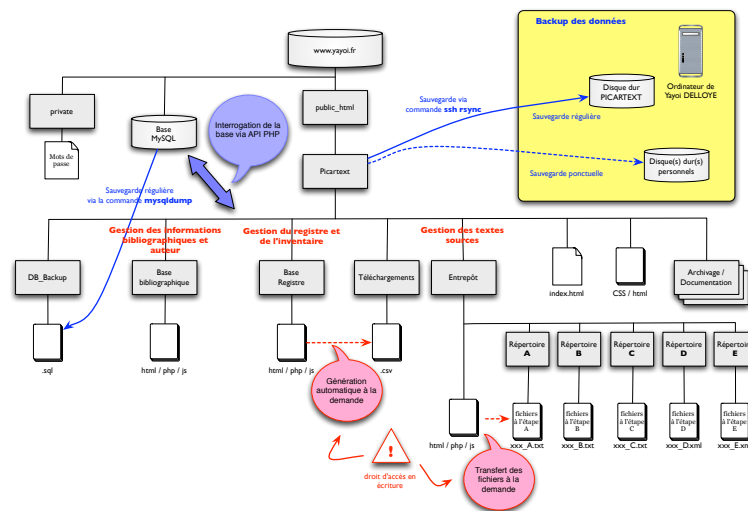 www.yayoi.fr
Backup des données
Ordinateur de
Yayoi DELLOYE
Disque dur
PICARTEXT
Sauvegarde via
commande ssh rsync
Sauvegarde régulière
Disque(s) dur(s)
personnels
Sauvegarde ponctuelle
private
Mots de
passe
Base
MySQL
Interrogation de la
base via API PHP
public_html
Picartext
Sauvegarde régulière
via la commande mysqldump
Gestion des informations
bibliographiques et
auteur
Gestion du registre et
de l'inventaire
Gestion des textes
sources
DB_Backup
Base
bibliographique
Base
Registre
Téléchargements
Entrepôt
index.html
CSS / html
Archivage /
Documentation
.sql
html / php / js
html / php / js
.csv
Répertoire
A
Répertoire
B
Répertoire
C
Répertoire
D
Répertoire
E
Génération
automatique à la
demande
html / php / js
fichiers
à l'étape
A
xxx_A.txt
fichiers
à l'étape
B
xxx_B.txt
fichiers
à l'étape
C
xxx_C.txt
fichiers
à l'étape
D
xxx_D.xml
fichiers
à l'étape
E
xxx_E.xml
!
droit d'accès en
écriture
Transfert des
fichiers à la
demande